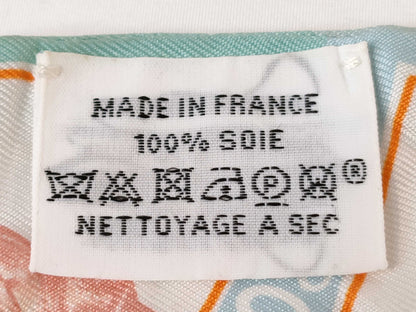 MADE IN FRANCE
100% SOIE
P ®
NETTOYAGE A SEC